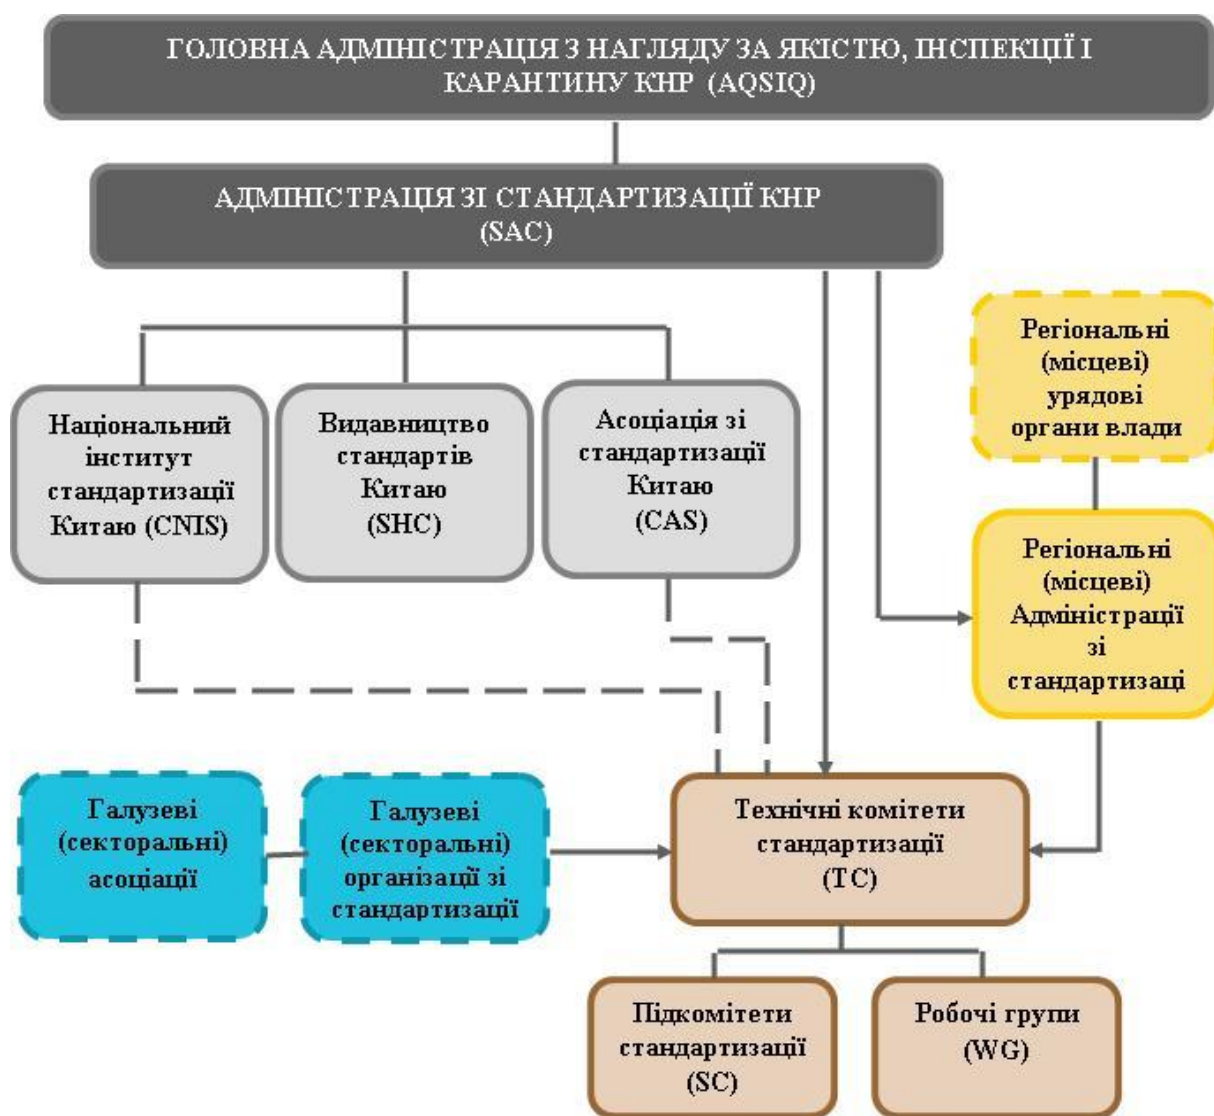 ГОЛОВНА АДМІНІСТРАЦІЯ З НАГЛЯДУ ЗА ЯКІСТЮ, ІНСПЕКЦІЇ І
КАРАНТИНУ КНР (AQSIQ)
АДМІНІСТРАЦІЯ ЗІ СТАНДАРТИЗАЦІЇ КНР
(SAC)
Регіональні
(місцеві)
урядові
органи влади
Національний
інститут
стандартизації
Китаю (CNIS)
Видавництво
стандартів
Китаю
(SHC)
Асоціація зі
стандартизації
Китаю
(CAS)
Регіональні
(місцеві)
Адміністрації
зі
стандартизаці
Галузеві
(секторальні)
асоціації
Галузеві
(секторальні)
організації зі
стандартизації
Технічні комітети
стандартизації
(ТС)
Підкомітети
стандартизації
(SC)
Робочі групи
(WG)